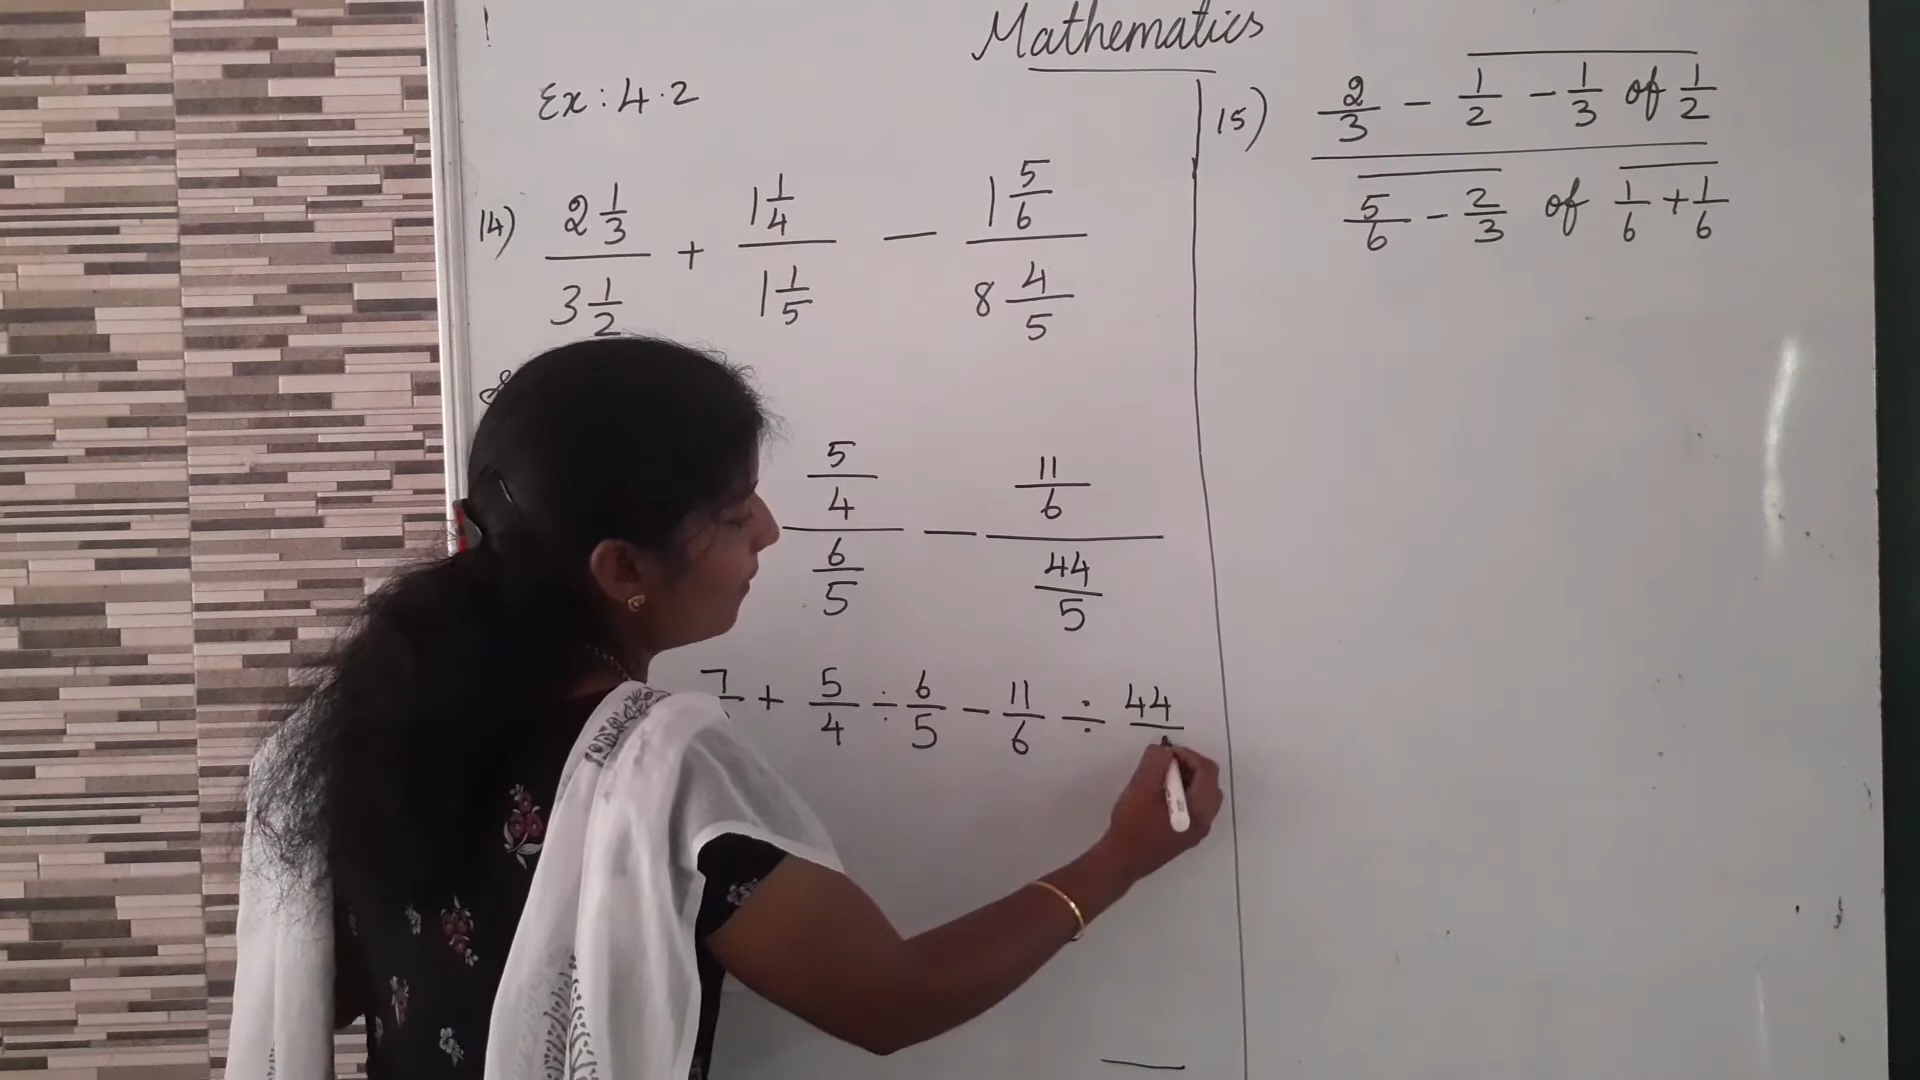 Mathematics
Ex: 4.2
14) 2 1/3 / 3 1/2 + 1 1/4 / 1 1/5 − 1 5/6 / 8 4/5
5/4 / 6/5 − 11/6 / 44/5
7 + 5/4 ÷ 6/5 − 11/6 ÷ 44
15) 2/3 − 1/2 − 1/3 of 1/2
5/6 − 2/3 of 1/6 + 1/6